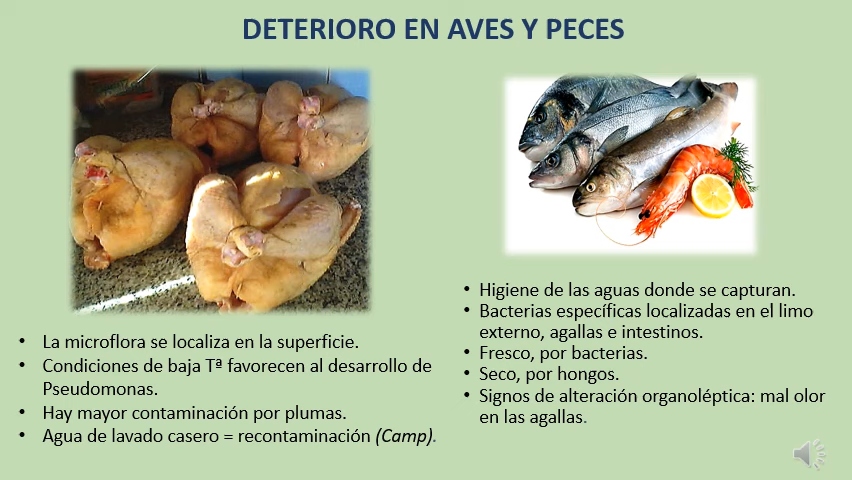 DETERIORO EN AVES Y PECES
• La microflora se localiza en la superficie.
• Condiciones de baja Tª favorecen al desarrollo de
Pseudomonas.
• Hay mayor contaminación por plumas.
• Agua de lavado casero = recontaminación (Camp).
• Higiene de las aguas donde se capturan.
• Bacterias específicas localizadas en el limo
externo, agallas e intestinos.
• Fresco, por bacterias.
• Seco, por hongos.
• Signos de alteración organoléptica: mal olor
en las agallas.